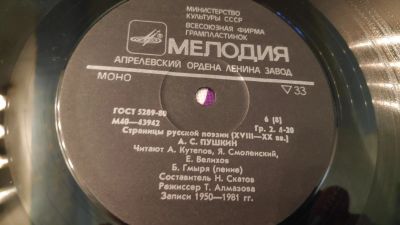 МИНИСТЕРСТВО
КУЛЬТУРЫ СССР
ВСЕСОЮЗНАЯ ФИРМА
ГРАМПЛАСТИНОК
МЕЛОДИЯ
АПРЕЛЕВСКИЙ ОРДЕНА ЛЕНИНА ЗАВОД
МОНО
33
ГОСТ 5289-80
6 [8]
М40-43942
Гр. 2. 4-20
Страницы русской поэзии (XVIII—XX вв.)
А. С. ПУШКИН
Читают А. Кутепов, Я. Смоленский,
Е. Велихов
Б. Гмыря (пение)
Составитель Н. Скатов
Режиссер Т. Алмазова
Записи 1950—1981 гг.